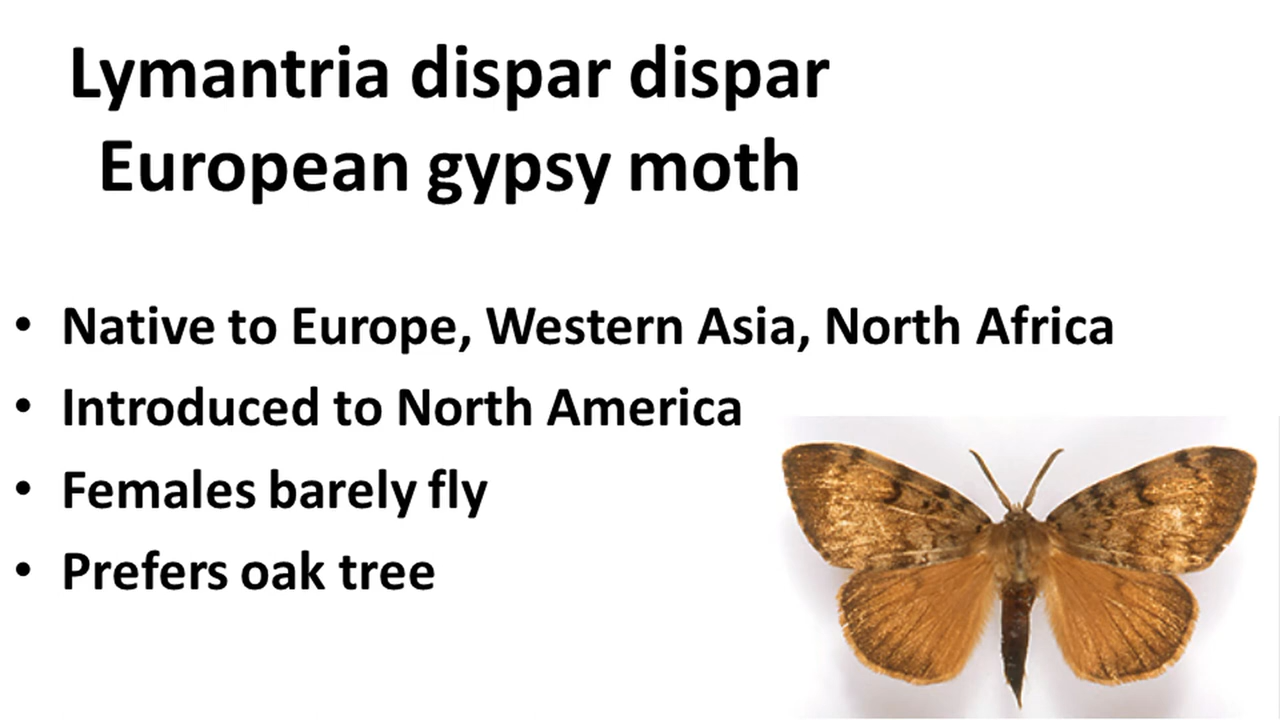 Lymantria dispar dispar
European gypsy moth
• Native to Europe, Western Asia, North Africa
• Introduced to North America
• Females barely fly
• Prefers oak tree